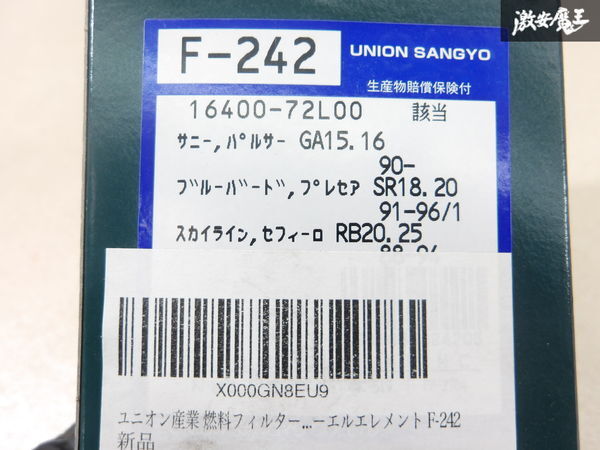 激安魔王
F-242 UNION SANGYO
生産物賠償保険付
16400-72L00 該当
サニー,パルサー GA15.16
90-
ブルーバード,プレセア SR18.20
91-96/1
スカイライン,セフィーロ RB20.25
X000GN8EU9
ユニオン産業 燃料フィルター...ーエルエレメント F-242
新品